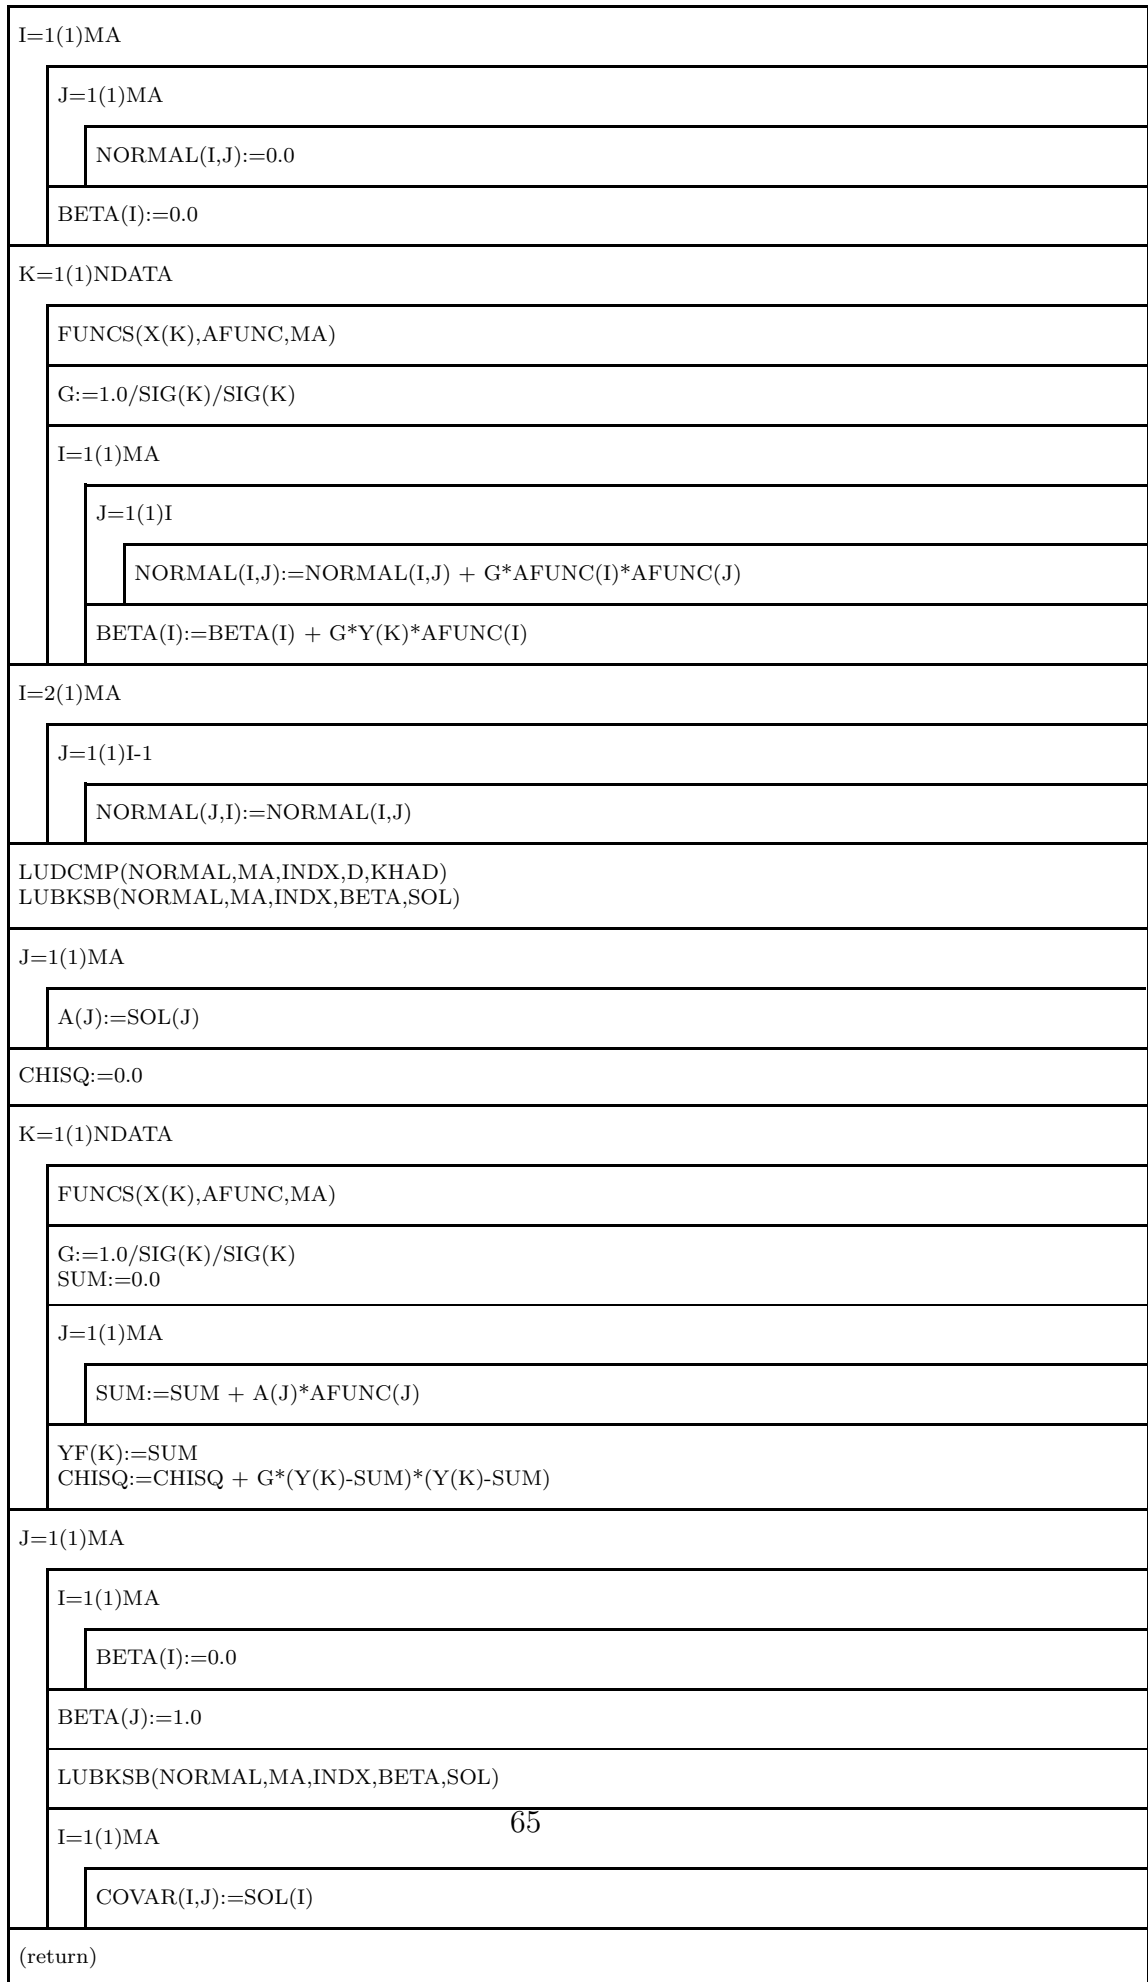 I=1(1)MA
J=1(1)MA
NORMAL(I,J):=0.0
BETA(I):=0.0
K=1(1)NDATA
FUNCS(X(K),AFUNC,MA)
G:=1.0/SIG(K)/SIG(K)
I=1(1)MA
J=1(1)I
NORMAL(I,J):=NORMAL(I,J) + G*AFUNC(I)*AFUNC(J)
BETA(I):=BETA(I) + G*Y(K)*AFUNC(I)
I=2(1)MA
J=1(1)I-1
NORMAL(J,I):=NORMAL(I,J)
LUDCMP(NORMAL,MA,INDX,D,KHAD)
LUBKSB(NORMAL,MA,INDX,BETA,SOL)
J=1(1)MA
A(J):=SOL(J)
CHISQ:=0.0
K=1(1)NDATA
FUNCS(X(K),AFUNC,MA)
G:=1.0/SIG(K)/SIG(K)
SUM:=0.0
J=1(1)MA
SUM:=SUM + A(J)*AFUNC(J)
YF(K):=SUM
CHISQ:=CHISQ + G*(Y(K)-SUM)*(Y(K)-SUM)
J=1(1)MA
I=1(1)MA
BETA(I):=0.0
BETA(J):=1.0
LUBKSB(NORMAL,MA,INDX,BETA,SOL)
65
I=1(1)MA
COVAR(I,J):=SOL(I)
(return)